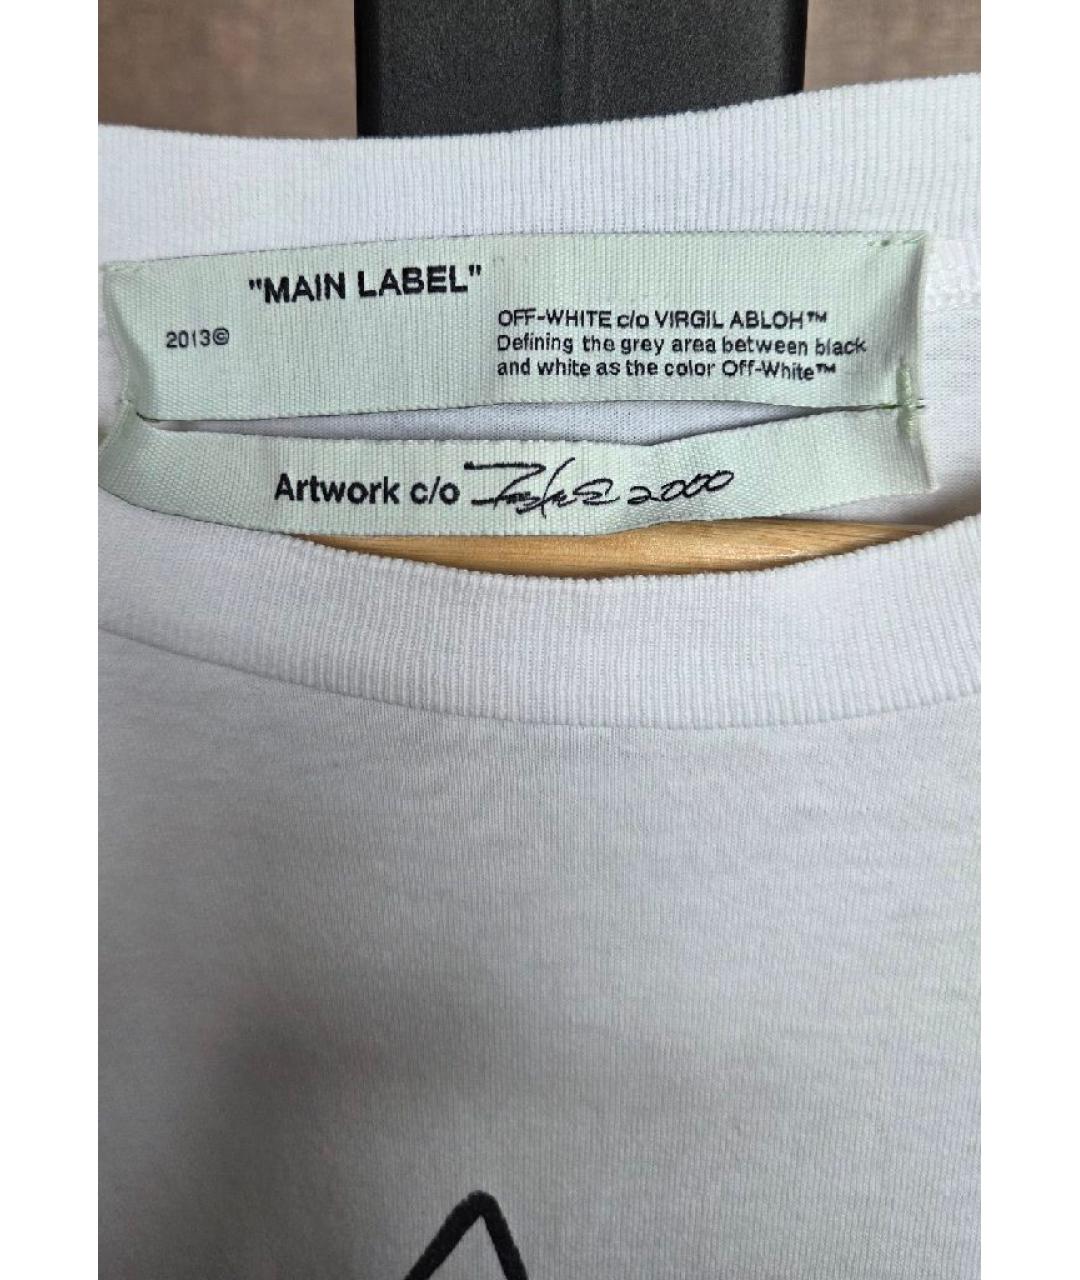 "MAIN LABEL"
2013©
OFF-WHITE c/o VIRGIL ABLOH™
Defining the grey area between black
and white as the color Off-White™
Artwork c/o Futura 2000